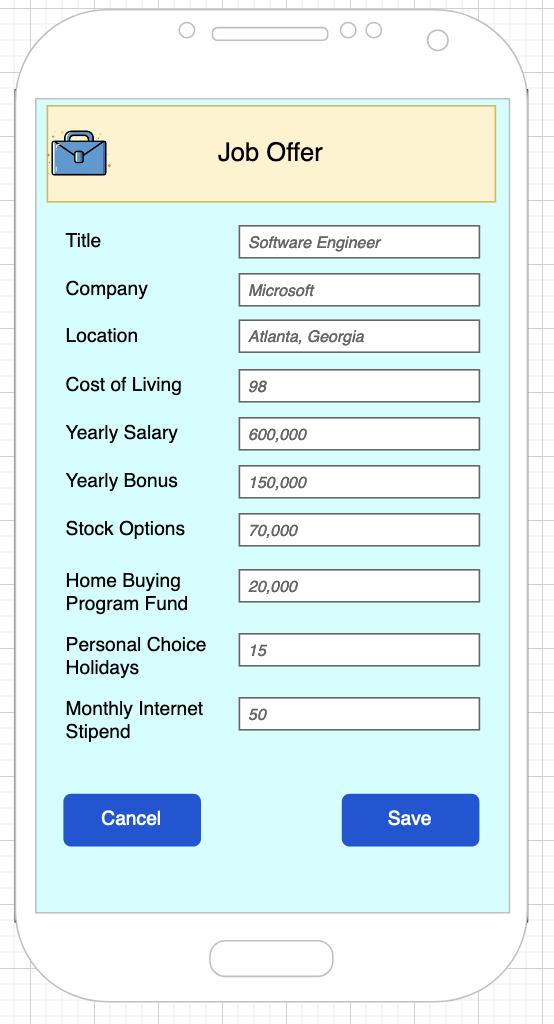 Job Offer
Title
Software Engineer
Company
Microsoft
Location
Atlanta, Georgia
Cost of Living
98
Yearly Salary
600,000
Yearly Bonus
150,000
Stock Options
70,000
Home Buying
Program Fund
20,000
Personal Choice
Holidays
15
Monthly Internet
Stipend
50
Cancel
Save